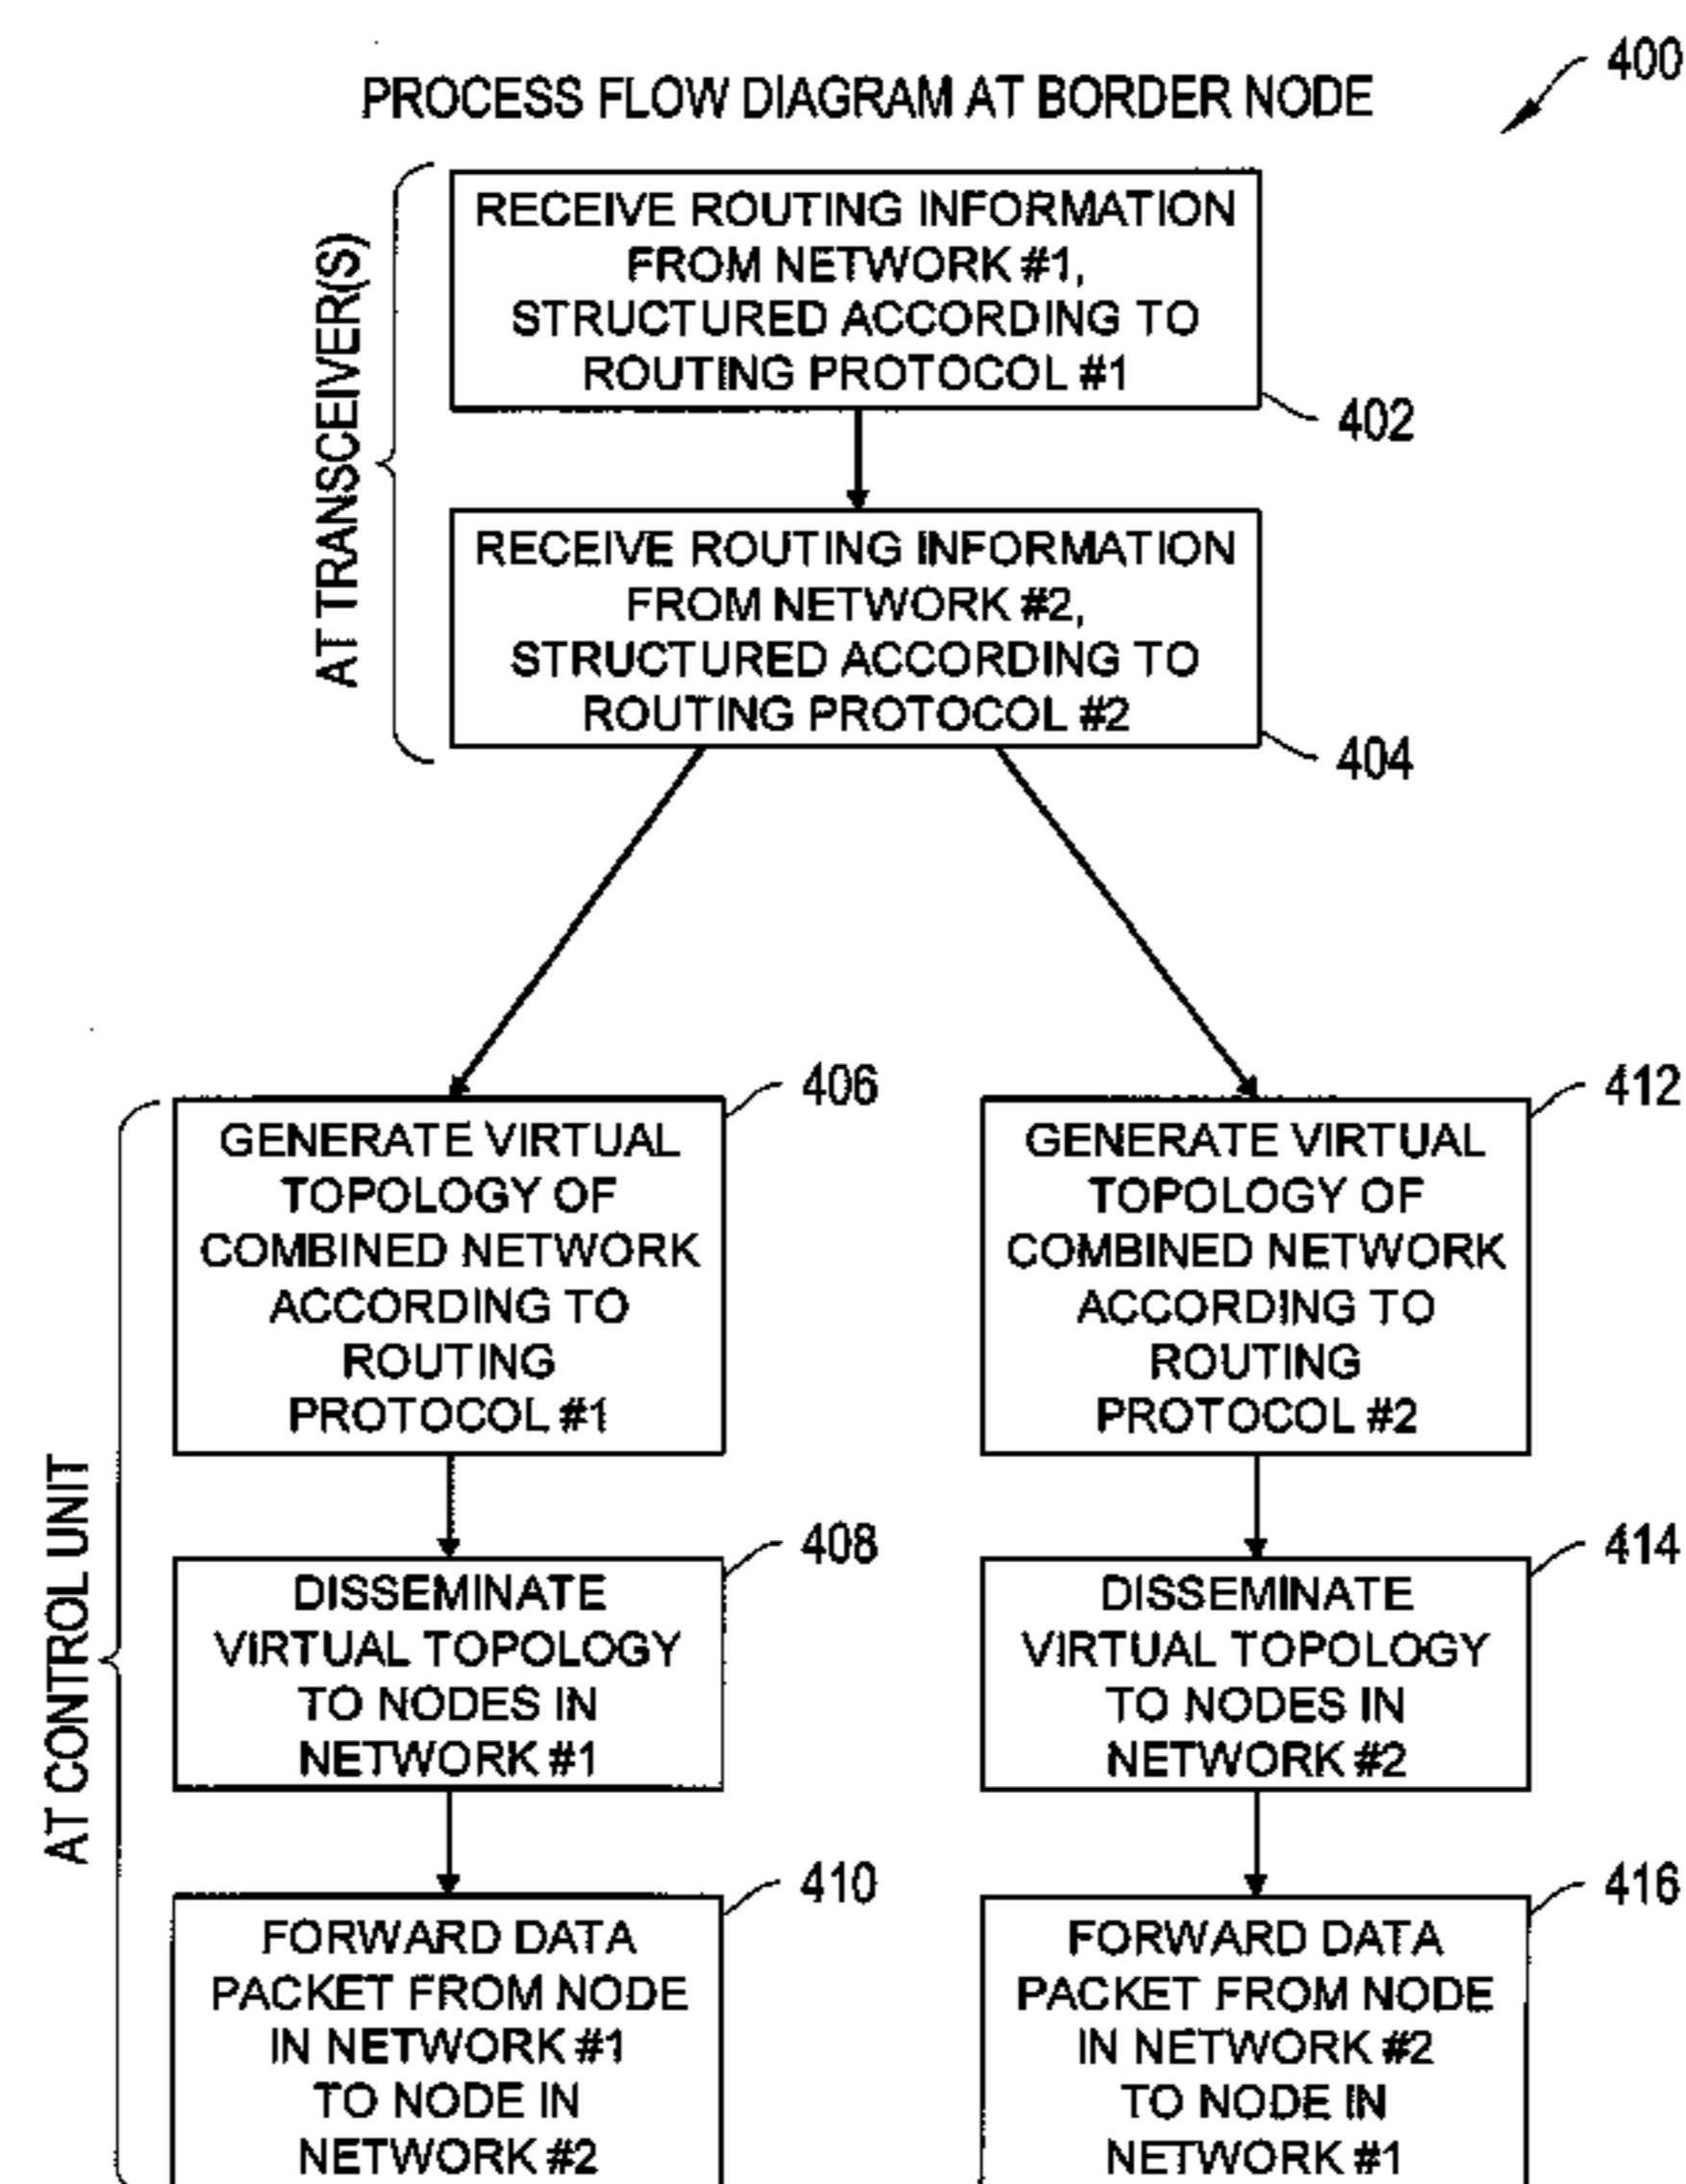 400
PROCESS FLOW DIAGRAM AT BORDER NODE
AT TRANSCEIVER(S)
RECEIVE ROUTING INFORMATION
FROM NETWORK #1,
STRUCTURED ACCORDING TO
ROUTING PROTOCOL #1
402
RECEIVE ROUTING INFORMATION
FROM NETWORK #2,
STRUCTURED ACCORDING TO
ROUTING PROTOCOL #2
404
AT CONTROL UNIT
406
GENERATE VIRTUAL
TOPOLOGY OF
COMBINED NETWORK
ACCORDING TO
ROUTING
PROTOCOL #1
408
DISSEMINATE
VIRTUAL TOPOLOGY
TO NODES IN
NETWORK #1
410
FORWARD DATA
PACKET FROM NODE
IN NETWORK #1
TO NODE IN
NETWORK #2
412
GENERATE VIRTUAL
TOPOLOGY OF
COMBINED NETWORK
ACCORDING TO
ROUTING
PROTOCOL #2
414
DISSEMINATE
VIRTUAL TOPOLOGY
TO NODES IN
NETWORK #2
416
FORWARD DATA
PACKET FROM NODE
IN NETWORK #2
TO NODE IN
NETWORK #1